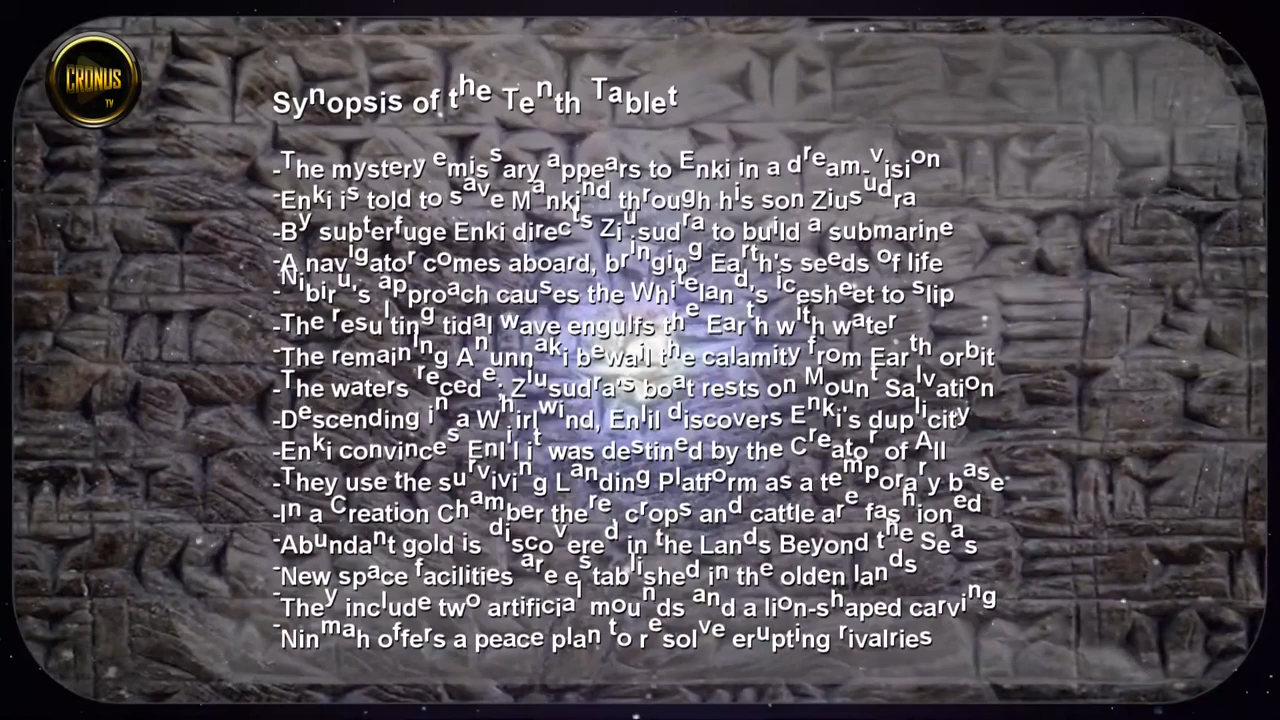 CRONUS
TV
Synopsis of the Tenth Tablet
-The mystery emissary appears to Enki in a dream-vision
-Enki is told to save Mankind through his son Ziusudra
-By subterfuge Enki directs Ziusudra to build a submarine
-A navigator comes aboard, bringing Earth's seeds of life
-Nibiru's approach causes the Whiteland's icesheet to slip
-The resulting tidal wave engulfs the Earth with water
-The remaining Anunnaki bewail the calamity from Earth orbit
-The waters recede; Ziusudra's boat rests on Mount Salvation
-Descending in a Whirlwind, Enlil discovers Enki's duplicity
-Enki convinces Enlil it was destined by the Creator of All
-They use the surviving Landing Platform as a temporary base
-In a Creation Chamber there, crops and cattle are fashioned
-Abundant gold is discovered in the Lands Beyond the Seas
-New space facilities are established in the olden lands
-They include two artificial mounds and a lion-shaped carving
-Ninmah offers a peace plan to resolve erupting rivalries